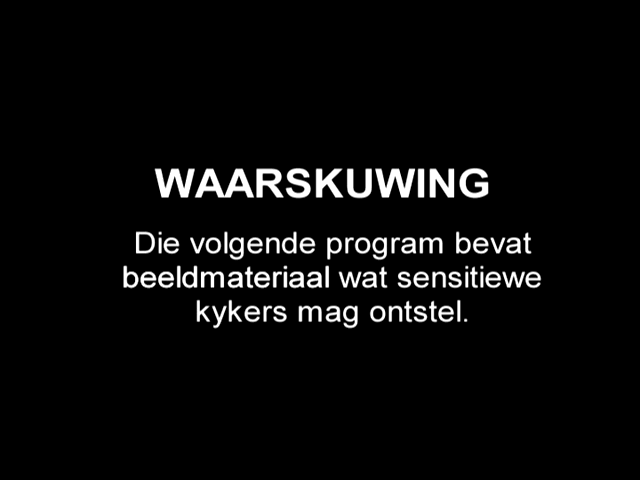 WAARSKUWING
Die volgende program bevat
beeldmateriaal wat sensitiewe
kykers mag ontstel.